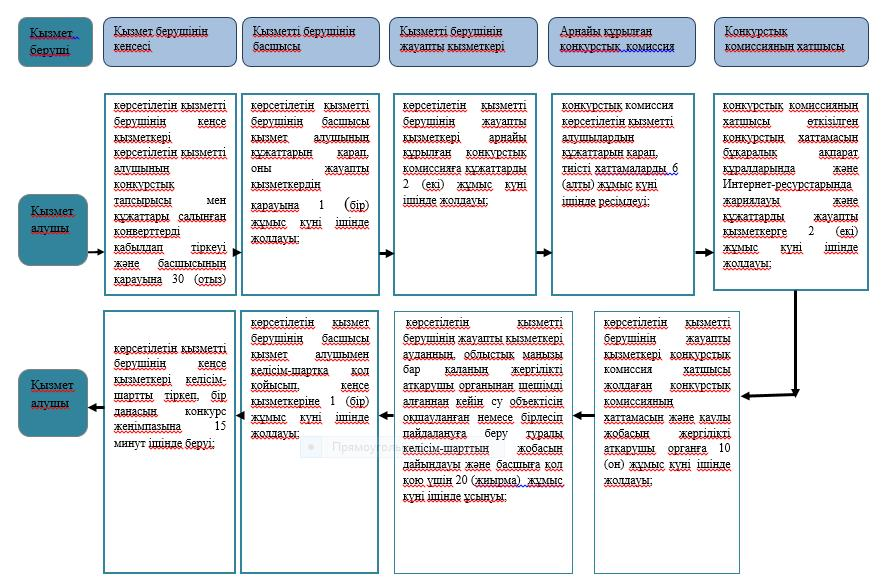 Қызмет
беруші
Қызмет берушінің
кеңсесі
Қызметті берушінің
басшысы
Қызметті берушінің
жауапты қызметкері
Арнайы құрылған
конкурстық комиссия
Конкурстық
комиссиянын хатшысы
Қызмет
алушы
көрсетілетін қызметті
берушінің кеңсе
қызметкері
көрсетілетін қызметті
алушының
конкурстық
тапсырысы мен
құжаттары салынған
конверттерді
қабылдап тіркеуі
және басшысының
қарауына 30 (отыз)
көрсетілетін қызметті
берушінің басшысы
қызмет алушының
құжаттарын қарап,
оны жауапты
қызметкердің
қарауына 1 (бір)
жұмыс күні ішінде
жолдауы;
көрсетілетін қызметті
берушінің жауапты
қызметкері арнайы
құрылған конкурстық
комиссияға құжаттарды
2 (екі) жұмыс күні
ішінде жолдауы;
конкурстық комиссия
көрсетілетін қызметті
алушылардың
құжаттарын қарап,
тиісті хаттамаларды 6
(алты) жұмыс күні
ішінде ресімдеуі;
конкурстық комиссиянын
хатшысы өткізілген
конкурстын хаттамасын
бұқаралық ақпарат
құралдарында және
Интернет-ресурстарында
жариялауы және
құжаттарды жауапты
қызметкерге 2 (екі)
жұмыс күні ішінде
жолдауы;
Қызмет
алушы
көрсетілетін қызметті
берушінің кеңсе
қызметкері келісім-
шартты тіркеп, бір
данасын конкурс
жеңімпазына 15
минут ішінде беруі;
көрсетілетін қызмет
берушінің басшысы
қызмет алушымен
келісім-шартқа қол
қойысып, кеңсе
қызметкеріне 1 (бір)
жұмыс күні ішінде
жолдауы;
көрсетілетін қызметті
берушінің жауапты қызметкері
ауданның, облыстық маңызы
бар қаланың жергілікті
атқарушы органынан шешімді
алғаннан кейін су объектісін
оқшауланған немесе бірлесіп
пайдалануға беру туралы
келісім-шарттың жобасын
дайындауы және басшыға қол
қою үшін 20 (жиырма) жұмыс
күні ішінде ұсынуы;
көрсетілетін қызметті
берушінің жауапты
қызметкері конкурстық
комиссия хатшысы
жолдаған конкурстық
комиссиянын
хаттамасын және қаулы
жобасын жергілікті
атқарушы органға 10
(он) жұмыс күні ішінде
жолдауы;